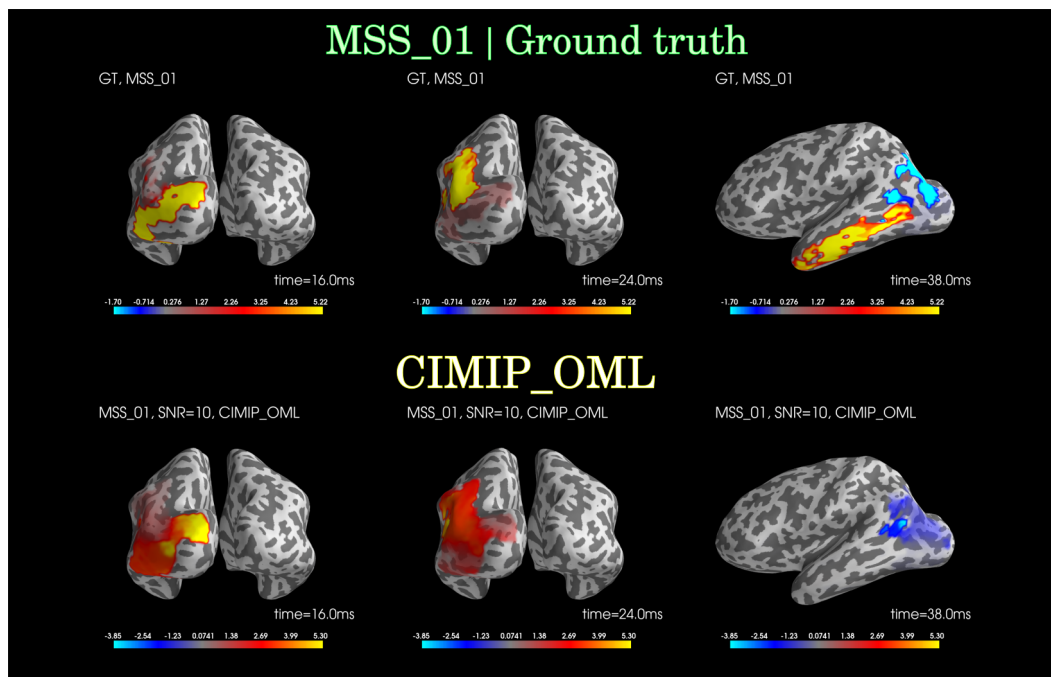 MSS_01 | Ground truth
GT, MSS_01 GT, MSS_01 GT, MSS_01
time=16.0ms time=24.0ms time=38.0ms
-1.70 -0.714 0.276 1.27 2.26 3.25 4.23 5.22 -1.70 -0.714 0.276 1.27 2.26 3.25 4.23 5.22 -1.70 -0.714 0.276 1.27 2.26 3.25 4.23 5.22
CIMIP_OML
MSS_01, SNR=10, CIMIP_OML MSS_01, SNR=10, CIMIP_OML MSS_01, SNR=10, CIMIP_OML
time=16.0ms time=24.0ms time=38.0ms
-3.85 -2.54 -1.23 0.0741 1.38 2.69 3.99 5.30 -3.85 -2.54 -1.23 0.0741 1.38 2.69 3.99 5.30 -3.85 -2.54 -1.23 0.0741 1.38 2.69 3.99 5.30